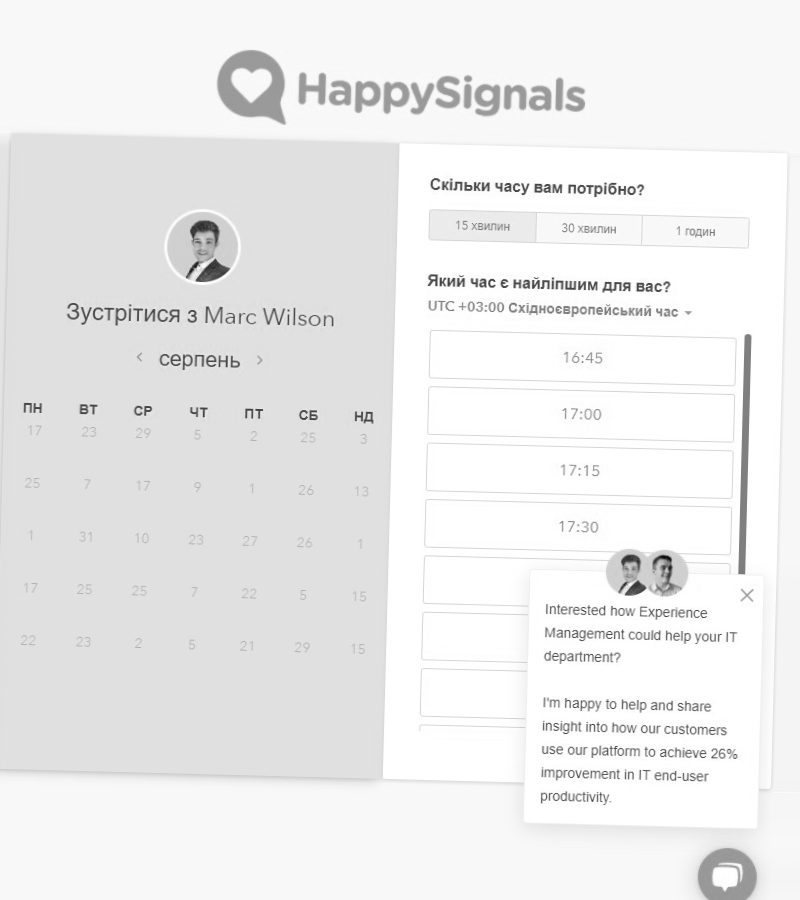 HappySignals
Зустрітися з Marc Wilson
серпень
ПН ВТ СР ЧТ ПТ СБ НД
17 23 29 5 2 25 3
25 7 17 9 1 26 13
1 31 10 23 27 26 1
17 25 25 7 22 5 15
22 23 2 5 21 29 15
Скільки часу вам потрібно?
15 хвилин 30 хвилин 1 годин
Який час є найліпшим для вас?
UTC +03:00 Східноєвропейський час
16:45
17:00
17:15
17:30
Interested how Experience
Management could help your IT
department?
I'm happy to help and share
insight into how our customers
use our platform to achieve 26%
improvement in IT end-user
productivity.